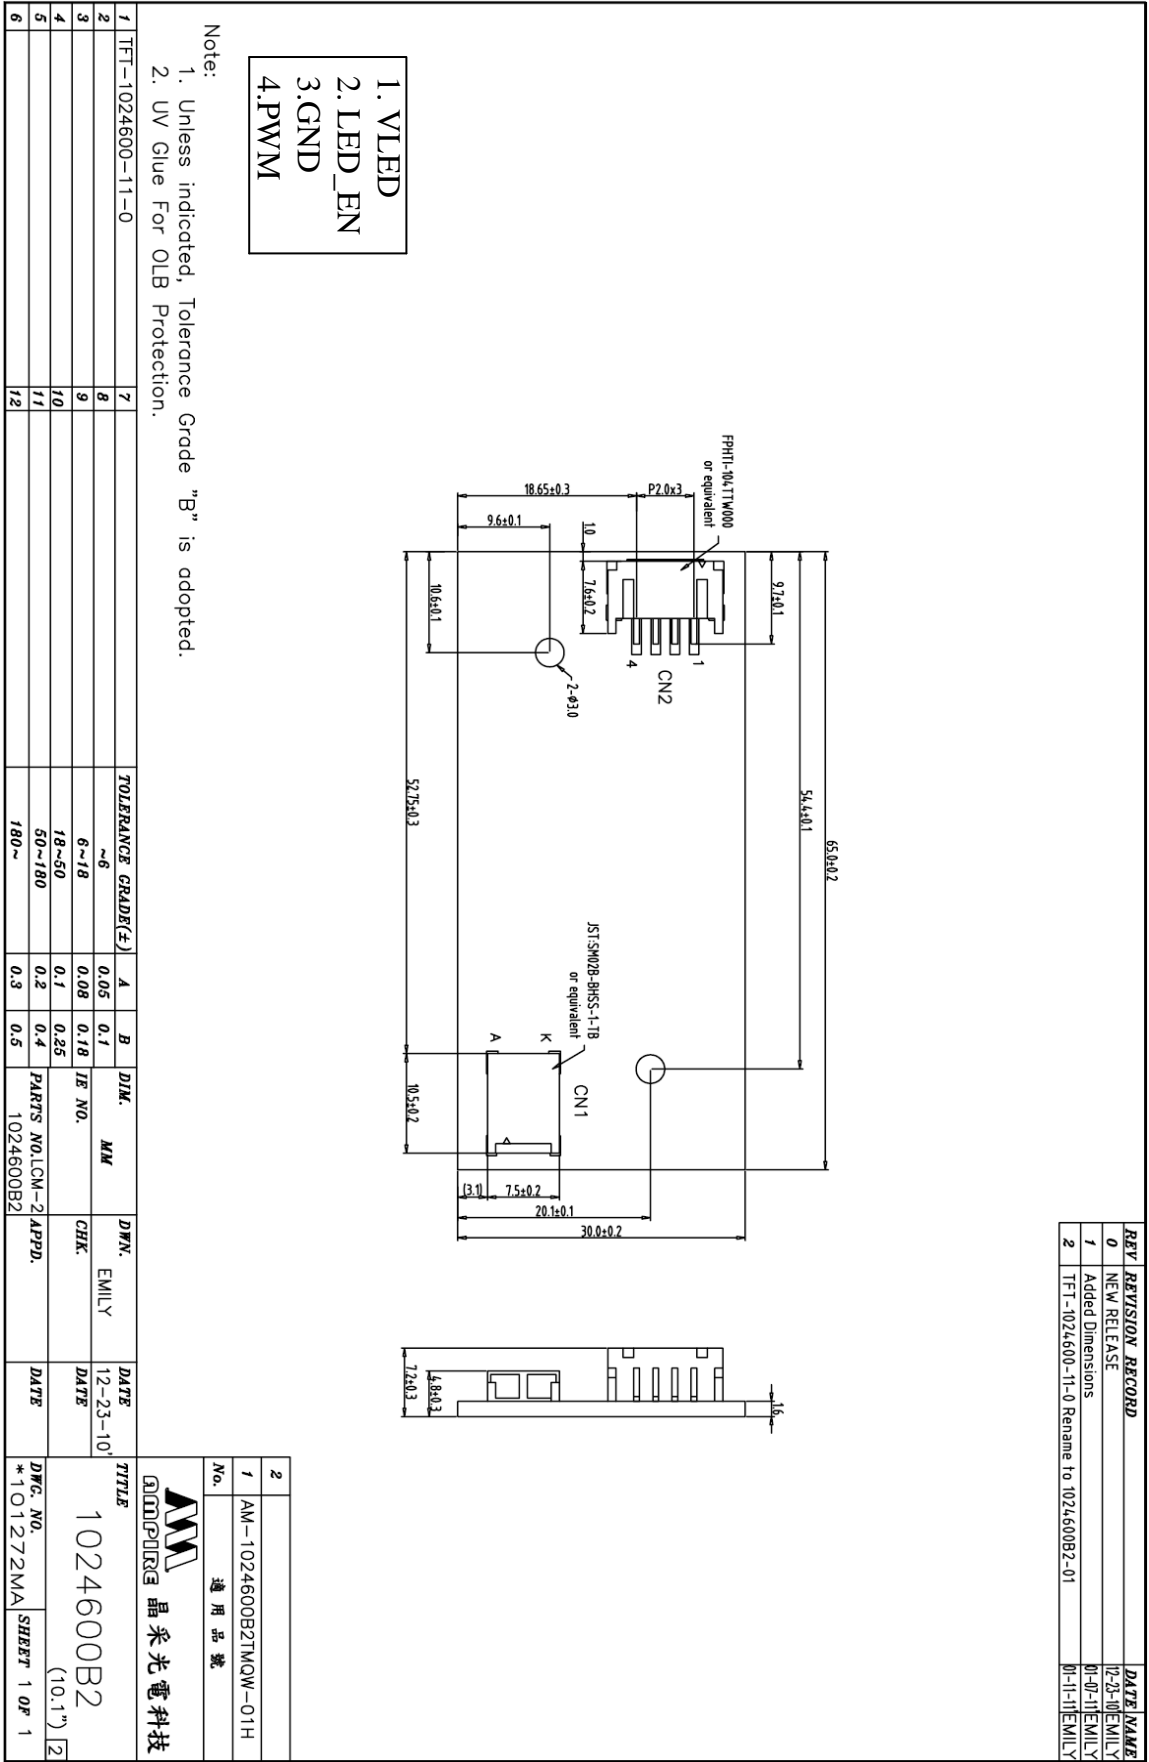 REV REVISION RECORD DATE NAME
0 NEW RELEASE 12-23-10' EMILY
1 Added Dimensions 01-07-11' EMILY
2 TFT-1024600-11-0 Rename to 1024600B2-01 01-11-11' EMILY
65.0±0.2
54.4±0.1
9.7±0.1
FPHTI-104TTW000
or equivalent
P2.0x3
18.65±0.3
9.6±0.1
1.0
7.6±0.2
10.6±0.1
1
4
CN2
2-ø3.0
52.75±0.3
JST:SM02B-BHSS-1-TB
or equivalent
K
A
CN1
10.5±0.2
(3.1)
7.5±0.2
20.1±0.1
30.0±0.2
1.6
4.8±0.3
7.2±0.3
1. VLED
2. LED_EN
3.GND
4.PWM
Note:
1. Unless indicated, Tolerance Grade "B" is adopted.
2. UV Glue For OLB Protection.
2
1 AM-1024600B2TMQW-01H
No. 適用品號
AMPIRE 晶采光電科技
1 TFT-1024600-11-0 7
2 8
3 9
4 10
5 11
6 12
TOLERANCE GRADE(±) A B
~6 0.05 0.1
6~18 0.08 0.18
18~50 0.1 0.25
50~180 0.2 0.4
180~ 0.3 0.5
DIM. MM
IE NO.
PARTS NO.LCM-2
1024600B2
DWN. EMILY
CHK.
APPD.
DATE
12-23-10'
DATE
DATE
TITLE
1024600B2
(10.1") 2
DWG. NO.
*101272MA
SHEET 1 OF 1